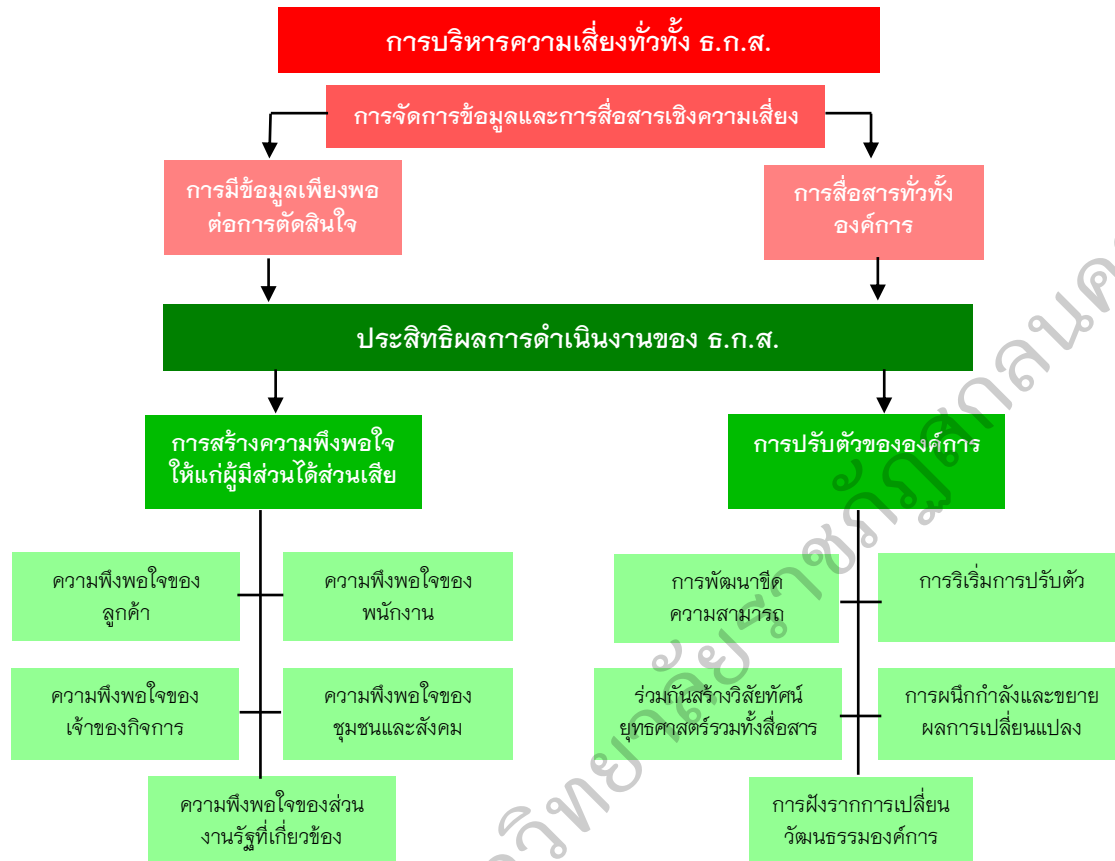 การบริหารความเสี่ยงทั่วทั้ง ธ.ก.ส.
การจัดการข้อมูลและการสื่อสารเชิงความเสี่ยง
การมีข้อมูลเพียงพอ
ต่อการตัดสินใจ
การสื่อสารทั่วทั้ง
องค์การ
ประสิทธิผลการดำเนินงานของ ธ.ก.ส.
การสร้างความพึงพอใจ
ให้แก่ผู้มีส่วนได้ส่วนเสีย
การปรับตัวขององค์การ
ความพึงพอใจของ
ลูกค้า
ความพึงพอใจของ
พนักงาน
การพัฒนาขีด
ความสามารถ
การริเริ่มการปรับตัว
ความพึงพอใจของ
เจ้าของกิจการ
ความพึงพอใจของ
ชุมชนและสังคม
ร่วมกันสร้างวิสัยทัศน์
ยุทธศาสตร์รวมทั้งสื่อสาร
การผนึกกำลังและขยาย
ผลการเปลี่ยนแปลง
ความพึงพอใจของส่วน
งานรัฐที่เกี่ยวข้อง
การฝังรากการเปลี่ยน
วัฒนธรรมองค์การ
วิทยาลัยราชภัฏสกลนค